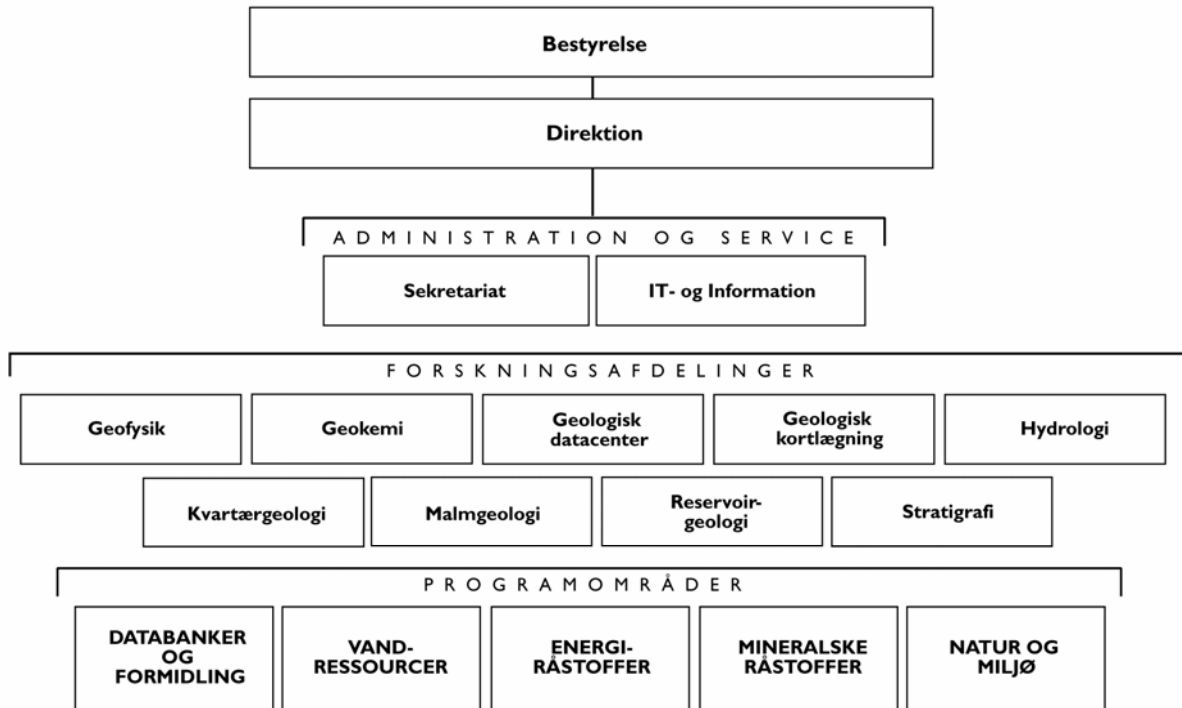 Bestyrelse
Direktion
ADMINISTRATION OG SERVICE
Sekretariat
IT- og Information
FORSKNINGSAFDELINGER
Geofysik
Geokemi
Geologisk
datacenter
Geologisk
kortlægning
Hydrologi
Kvartærgeologi
Malmgeologi
Reservoir-
geologi
Stratigrafi
PROGRAMOMRÅDER
DATABANKER
OG
FORMIDLING
VAND-
RESSOURCER
ENERGI-
RÅSTOFFER
MINERALSKE
RÅSTOFFER
NATUR OG
MILJØ